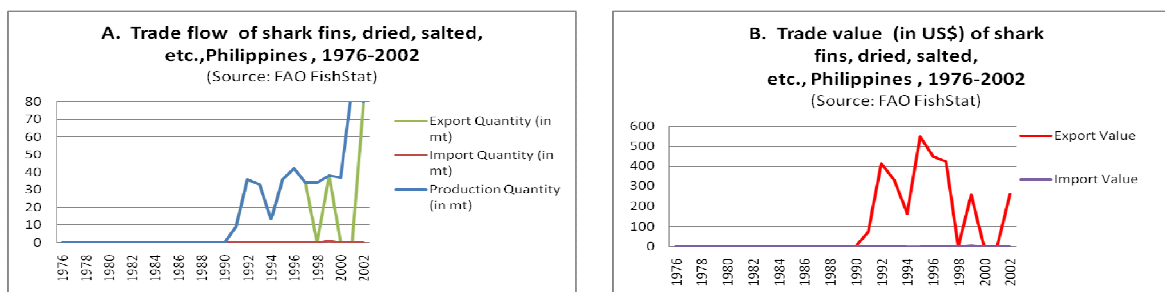 A. Trade flow of shark fins, dried, salted,
etc.,Philippines , 1976-2002
(Source: FAO FishStat)
80
70
60
50
40
30
20
10
0
1976
1978
1980
1982
1984
1986
1988
1990
1992
1994
1996
1998
2000
2002
Export Quantity (in
mt)
Import Quantity (in
mt)
Production Quantity
(in mt)
B. Trade value (in US$) of shark
fins, dried, salted,
etc., Philippines , 1976-2002
(Source: FAO FishStat)
600
500
400
300
200
100
0
1976
1978
1980
1982
1984
1986
1988
1990
1992
1994
1996
1998
2000
2002
Export Value
Import Value